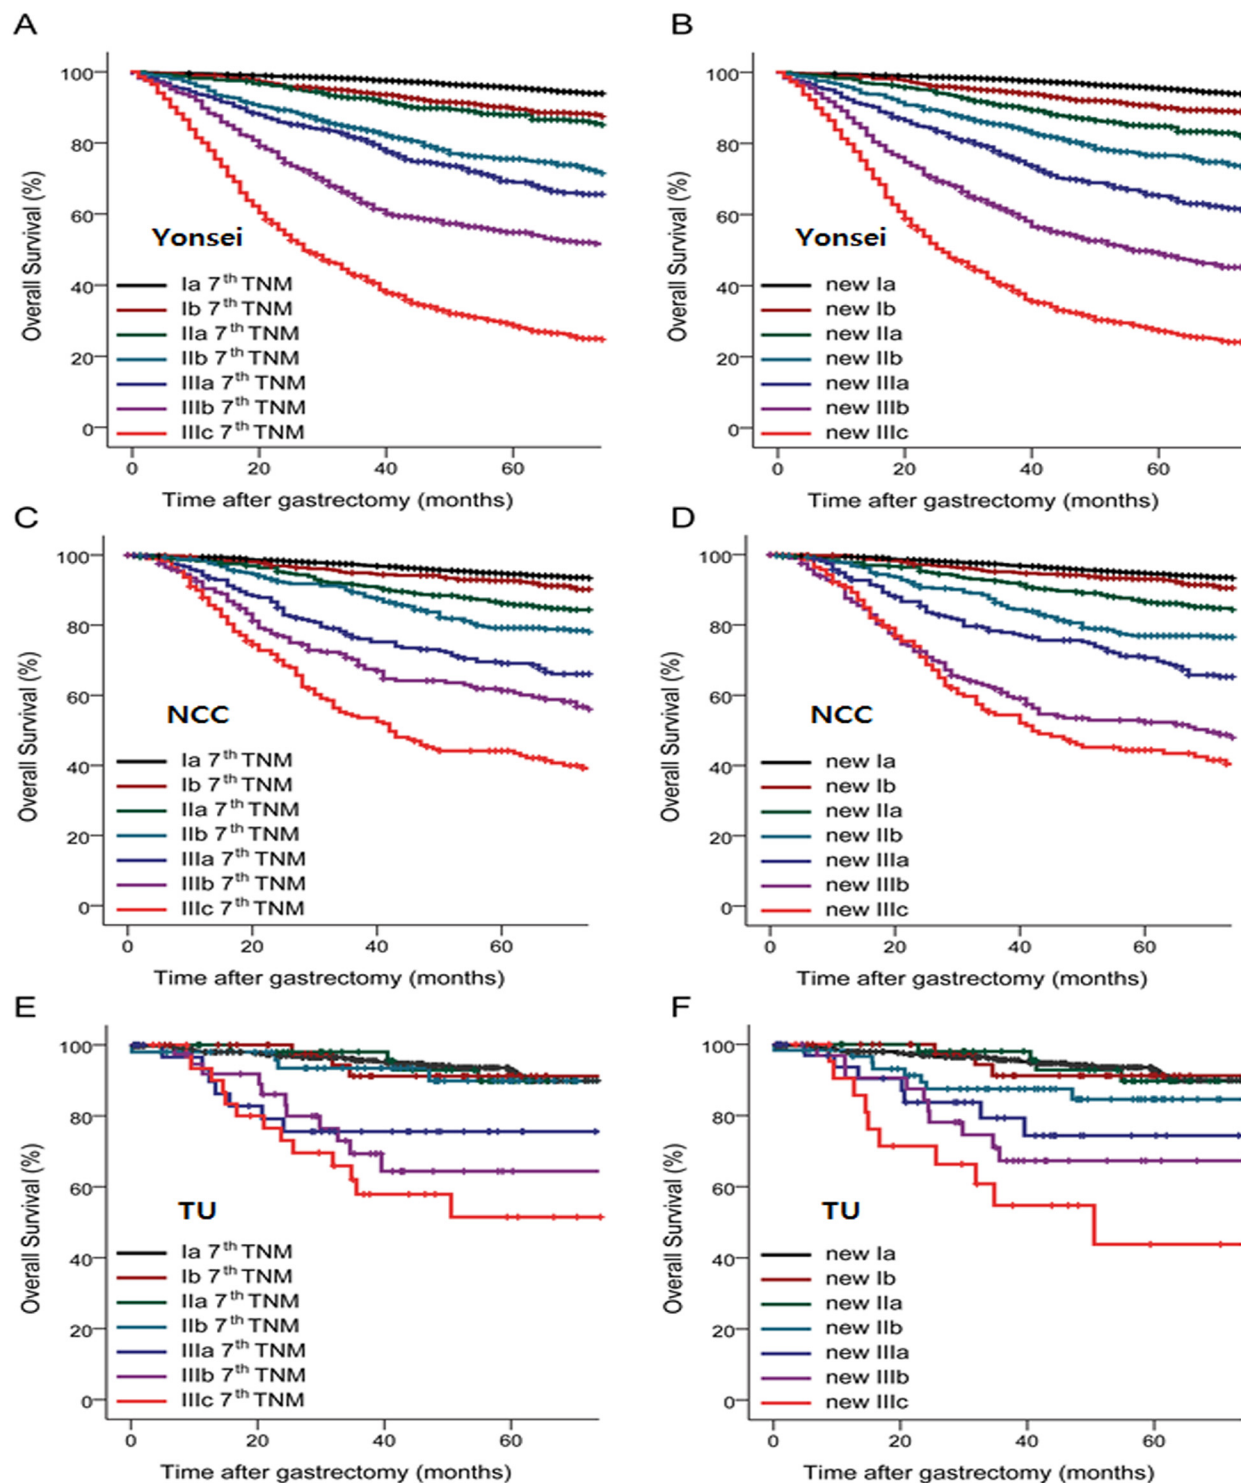 A
Overall Survival (%)
100
80
60
40
20
0
Yonsei
Ia 7th TNM
Ib 7th TNM
IIa 7th TNM
IIb 7th TNM
IIIa 7th TNM
IIIb 7th TNM
IIIc 7th TNM
0 20 40 60
Time after gastrectomy (months)
B
Overall Survival (%)
100
80
60
40
20
0
Yonsei
new Ia
new Ib
new IIa
new IIb
new IIIa
new IIIb
new IIIc
0 20 40 60
Time after gastrectomy (months)
C
Overall Survival (%)
100
80
60
40
20
0
NCC
Ia 7th TNM
Ib 7th TNM
IIa 7th TNM
IIb 7th TNM
IIIa 7th TNM
IIIb 7th TNM
IIIc 7th TNM
0 20 40 60
Time after gastrectomy (months)
D
Overall Survival (%)
100
80
60
40
20
0
NCC
new Ia
new Ib
new IIa
new IIb
new IIIa
new IIIb
new IIIc
0 20 40 60
Time after gastrectomy (months)
E
Overall Survival (%)
100
80
60
40
20
0
TU
Ia 7th TNM
Ib 7th TNM
IIa 7th TNM
IIb 7th TNM
IIIa 7th TNM
IIIb 7th TNM
IIIc 7th TNM
0 20 40 60
Time after gastrectomy (months)
F
Overall Survival (%)
100
80
60
40
20
0
TU
new Ia
new Ib
new IIa
new IIb
new IIIa
new IIIb
new IIIc
0 20 40 60
Time after gastrectomy (months)